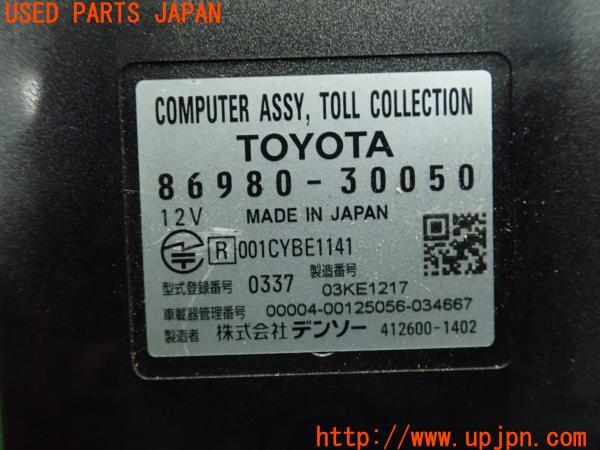 USED PARTS JAPAN
COMPUTER ASSY, TOLL COLLECTION
TOYOTA
86980-30050
12V MADE IN JAPAN
R 001CYBE1141
型式登録番号 0337 製造番号 03KE1217
車載器管理番号 00004-00125056-034667
製造者 株式会社 デンソー 412600-1402
http://www.upjpn.com